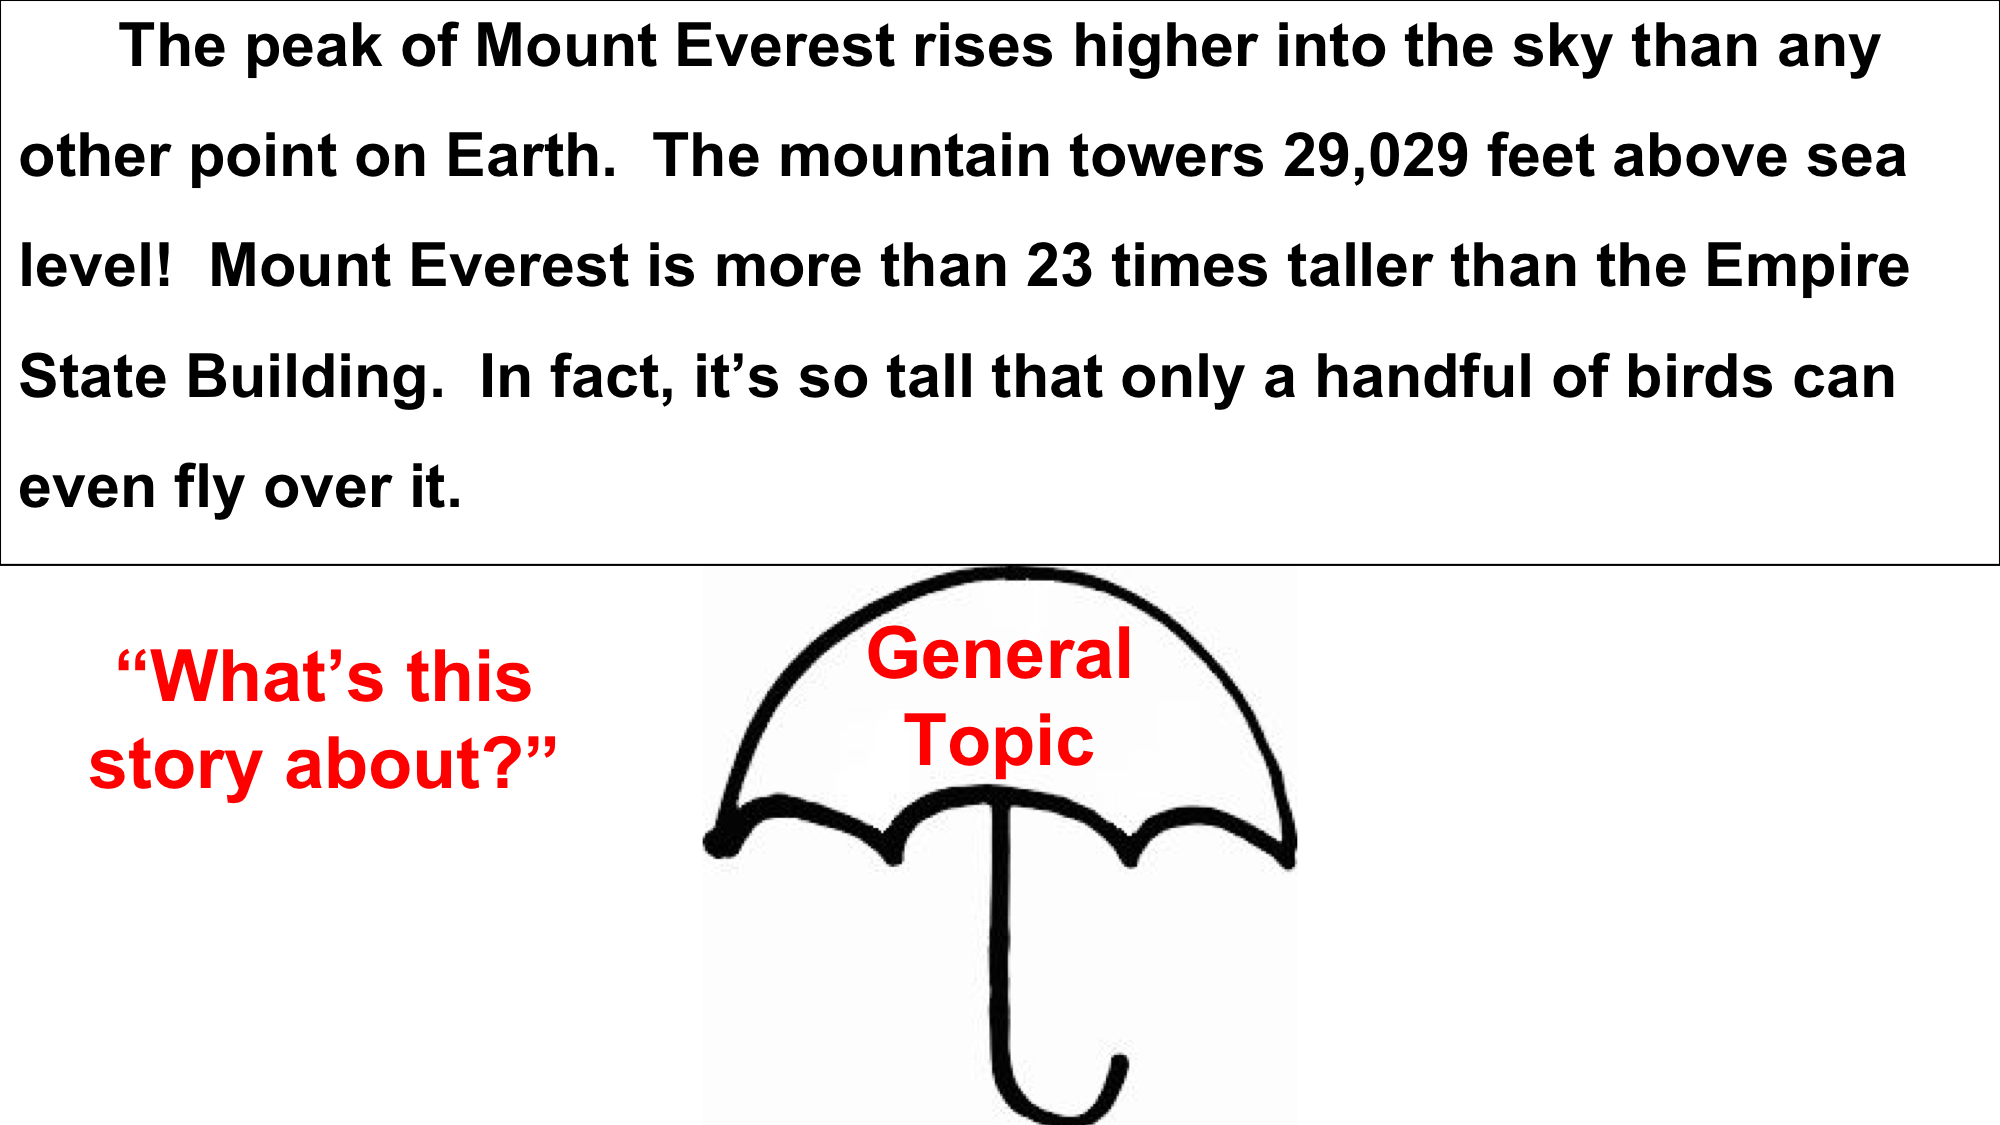 The peak of Mount Everest rises higher into the sky than any
other point on Earth.  The mountain towers 29,029 feet above sea
level!  Mount Everest is more than 23 times taller than the Empire
State Building.  In fact, it’s so tall that only a handful of birds can
even fly over it.
“What’s this
story about?”
General
Topic